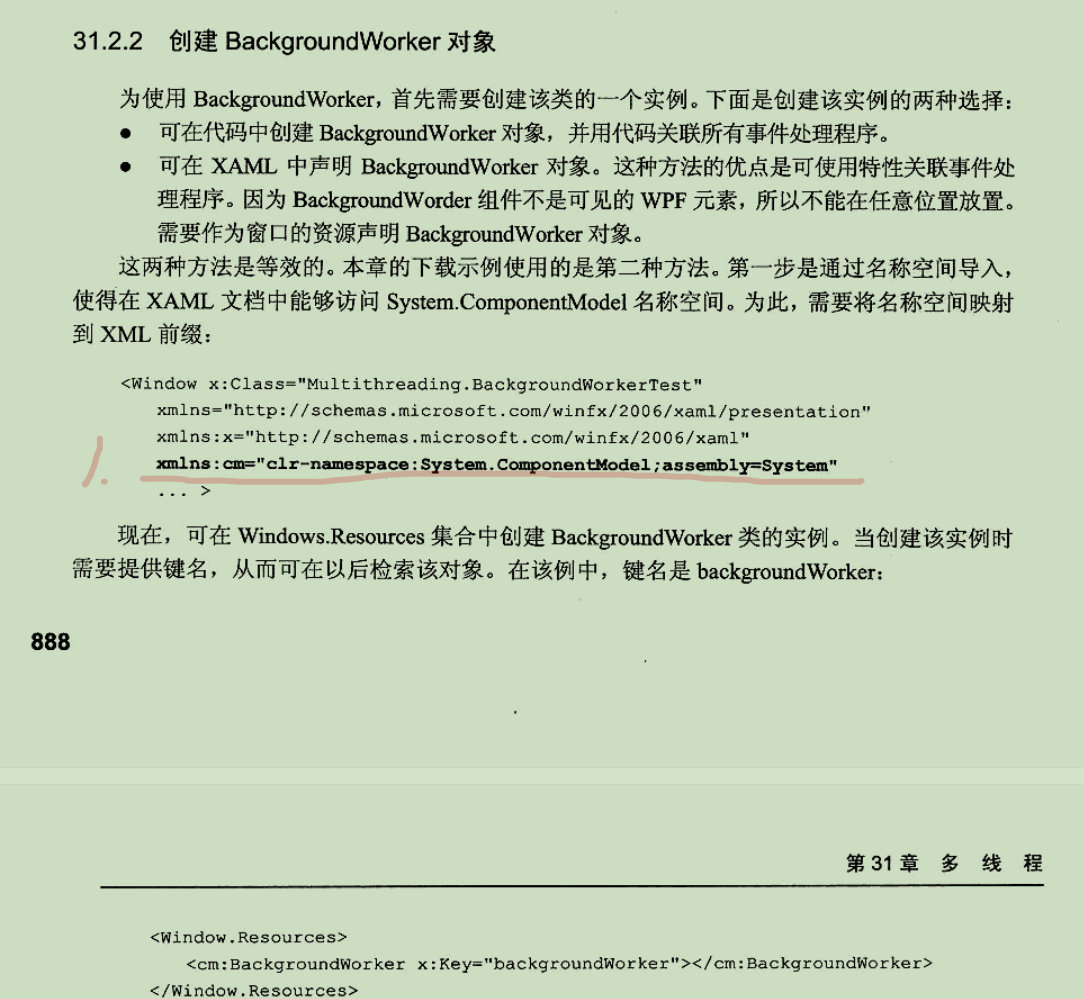 31.2.2 创建 BackgroundWorker 对象
为使用 BackgroundWorker，首先需要创建该类的一个实例。下面是创建该实例的两种选择：
● 可在代码中创建 BackgroundWorker 对象，并用代码关联所有事件处理程序。
● 可在 XAML 中声明 BackgroundWorker 对象。这种方法的优点是可使用特性关联事件处
理程序。因为 BackgroundWorder 组件不是可见的 WPF 元素，所以不能在任意位置放置。
需要作为窗口的资源声明 BackgroundWorker 对象。
这两种方法是等效的。本章的下载示例使用的是第二种方法。第一步是通过名称空间导入，
使得在 XAML 文档中能够访问 System.ComponentModel 名称空间。为此，需要将名称空间映射
到 XML 前缀：
<Window x:Class="Multithreading.BackgroundWorkerTest"
xmlns="http://schemas.microsoft.com/winfx/2006/xaml/presentation"
xmlns:x="http://schemas.microsoft.com/winfx/2006/xaml"
1. xmlns:cm="clr-namespace:System.ComponentModel;assembly=System"
... >
现在，可在 Windows.Resources 集合中创建 BackgroundWorker 类的实例。当创建该实例时
需要提供键名，从而可在以后检索该对象。在该例中，键名是 backgroundWorker：
888
第 31 章 多 线 程
<Window.Resources>
<cm:BackgroundWorker x:Key="backgroundWorker"></cm:BackgroundWorker>
</Window.Resources>